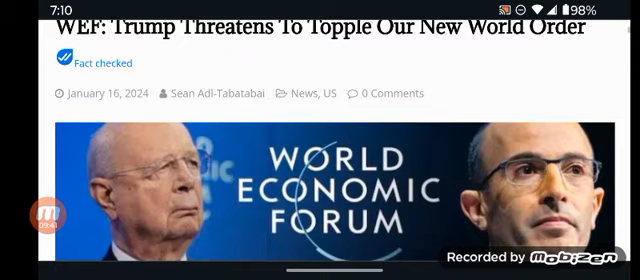 7:10
98%
WEF: Trump Threatens To Topple Our New World Order
Fact checked
January 16, 2024 Sean Adl-Tabatabai News, US 0 Comments
WORLD
ECONOMIC
FORUM
09:41
Recorded by mobizen